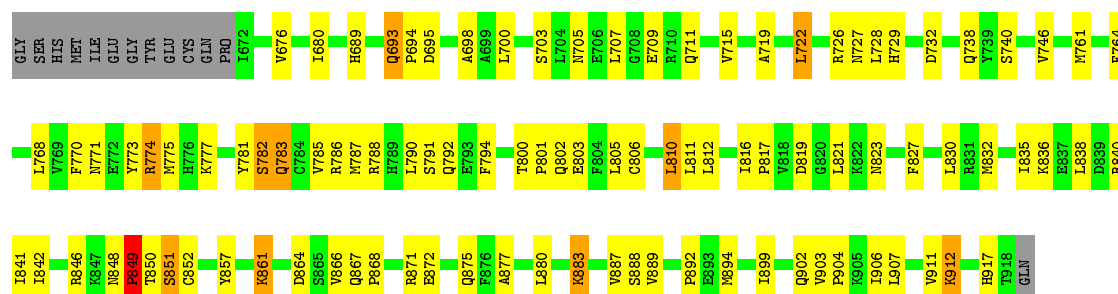 GLY SER HIS MET ILE GLU GLY TYR GLU CYS GLN PRO I672 V676 I680 H689 Q693 P694 D695 A698 A699 L700 S703 L704 N705 E706 L707 G708 E709 R710 Q711 V715 A719 L722 R726 N727 L728 H729 D732 Q738 Y739 S740 V746 M761
L768 V769 F770 N771 E772 Y773 R774 M775 H776 K777 Y781 S782 Q783 C784 V785 R786 M787 R788 H789 L790 S791 Q792 E793 F794 T800 P801 Q802 E803 F804 L805 C806 L810 L811 L812 I816 P817 V818 D819 G820 L821 K822 N823 F827 L830 R831 M832 I835 K836 E837 L838 D839
I841 I842 R846 K847 N848 P849 T850 S851 C852 Y857 K861 D864 S865 V866 Q867 P868 R871 E872 Q875 F876 A877 L880 K883 V887 S888 V889 P892 E893 M894 I899 Q902 V903 P904 K905 I906 L907 V911 K912 H917 T918 GLN